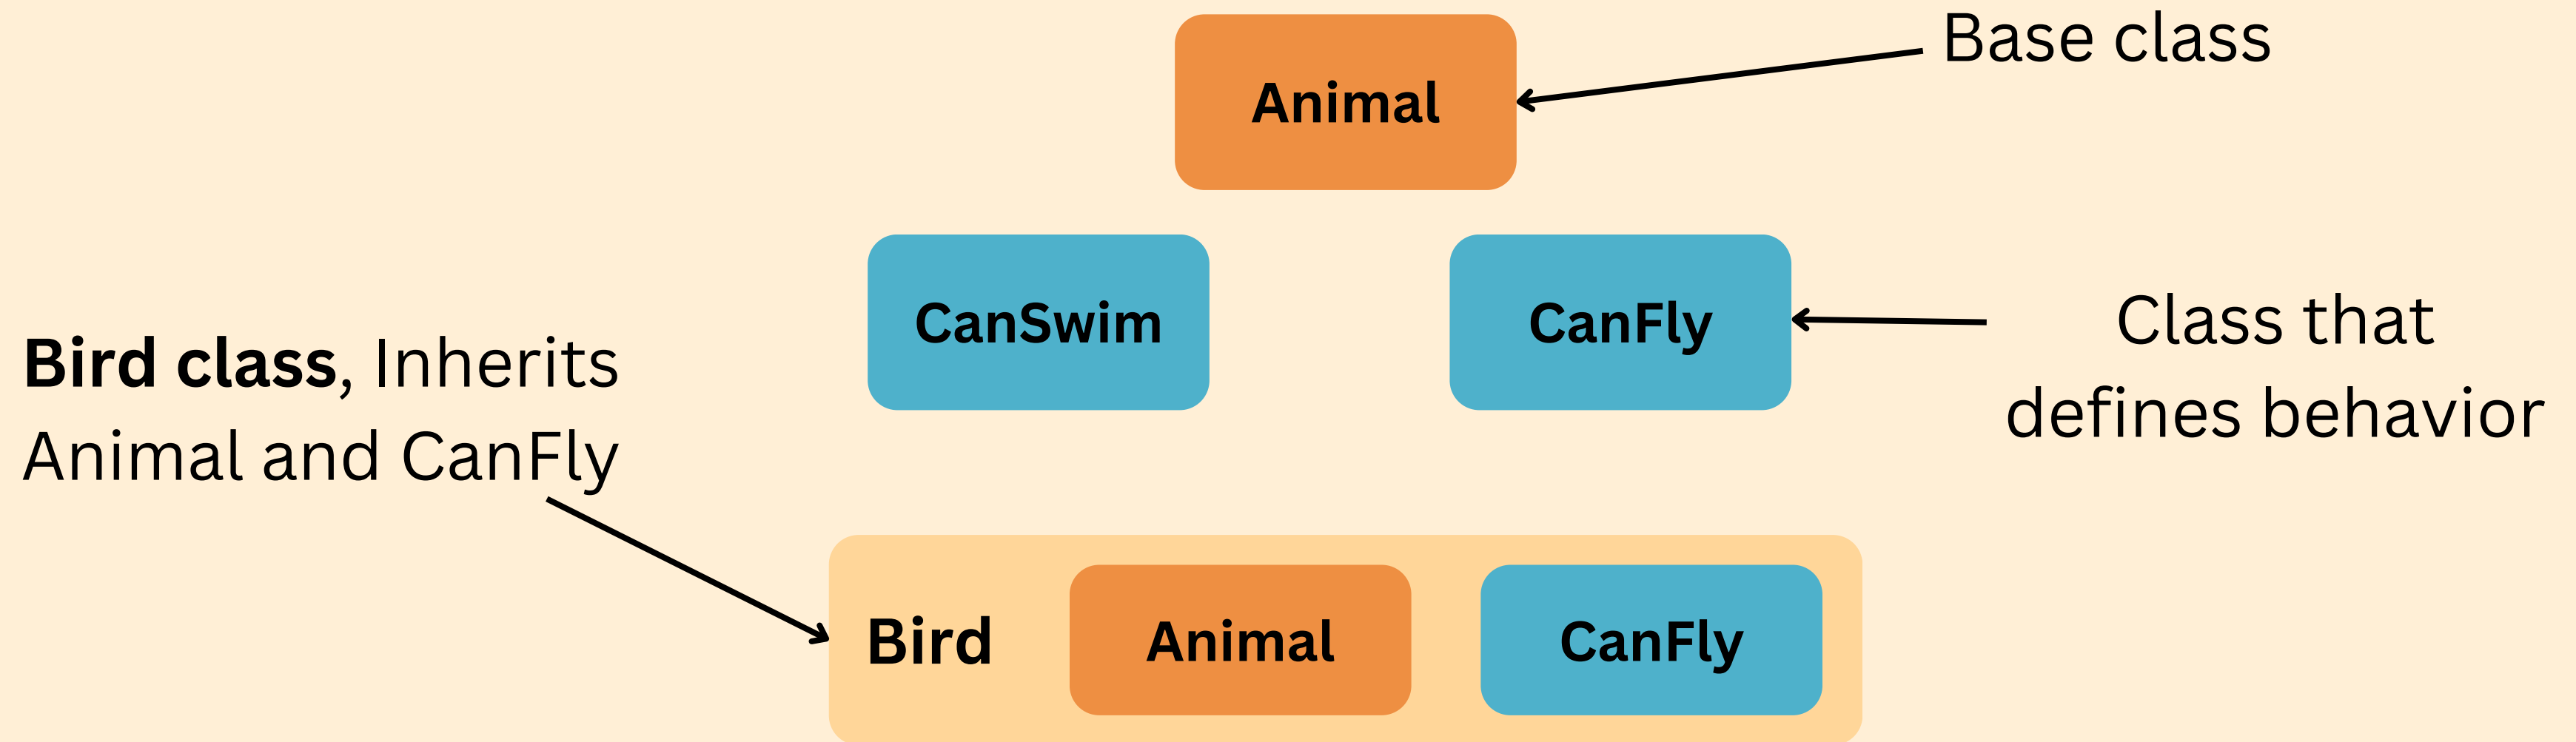 Base class
Animal
CanSwim
CanFly
Class that
defines behavior
Bird class, Inherits
Animal and CanFly
Bird
Animal
CanFly